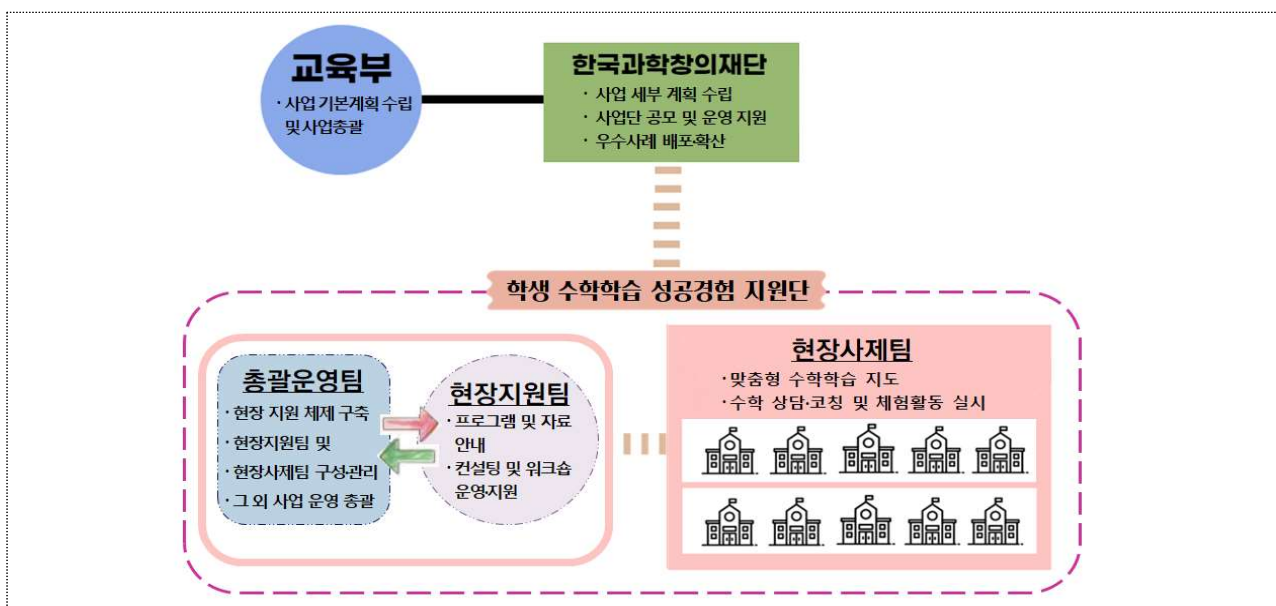 교육부
· 사업 기본계획 수립
및 사업총괄
한국과학창의재단
· 사업 세부 계획 수립
· 사업단 공모 및 운영 지원
· 우수사례 배포·확산
학생 수학학습 성공경험 지원단
총괄운영팀
· 현장 지원 체제 구축
· 현장지원팀 및
현장사제팀 구성·관리
· 그 외 사업 운영 총괄
현장지원팀
· 프로그램 및 자료
안내
· 컨설팅 및 워크숍
운영·지원
현장사제팀
· 맞춤형 수학학습 지도
· 수학 상담·코칭 및 체험활동 실시